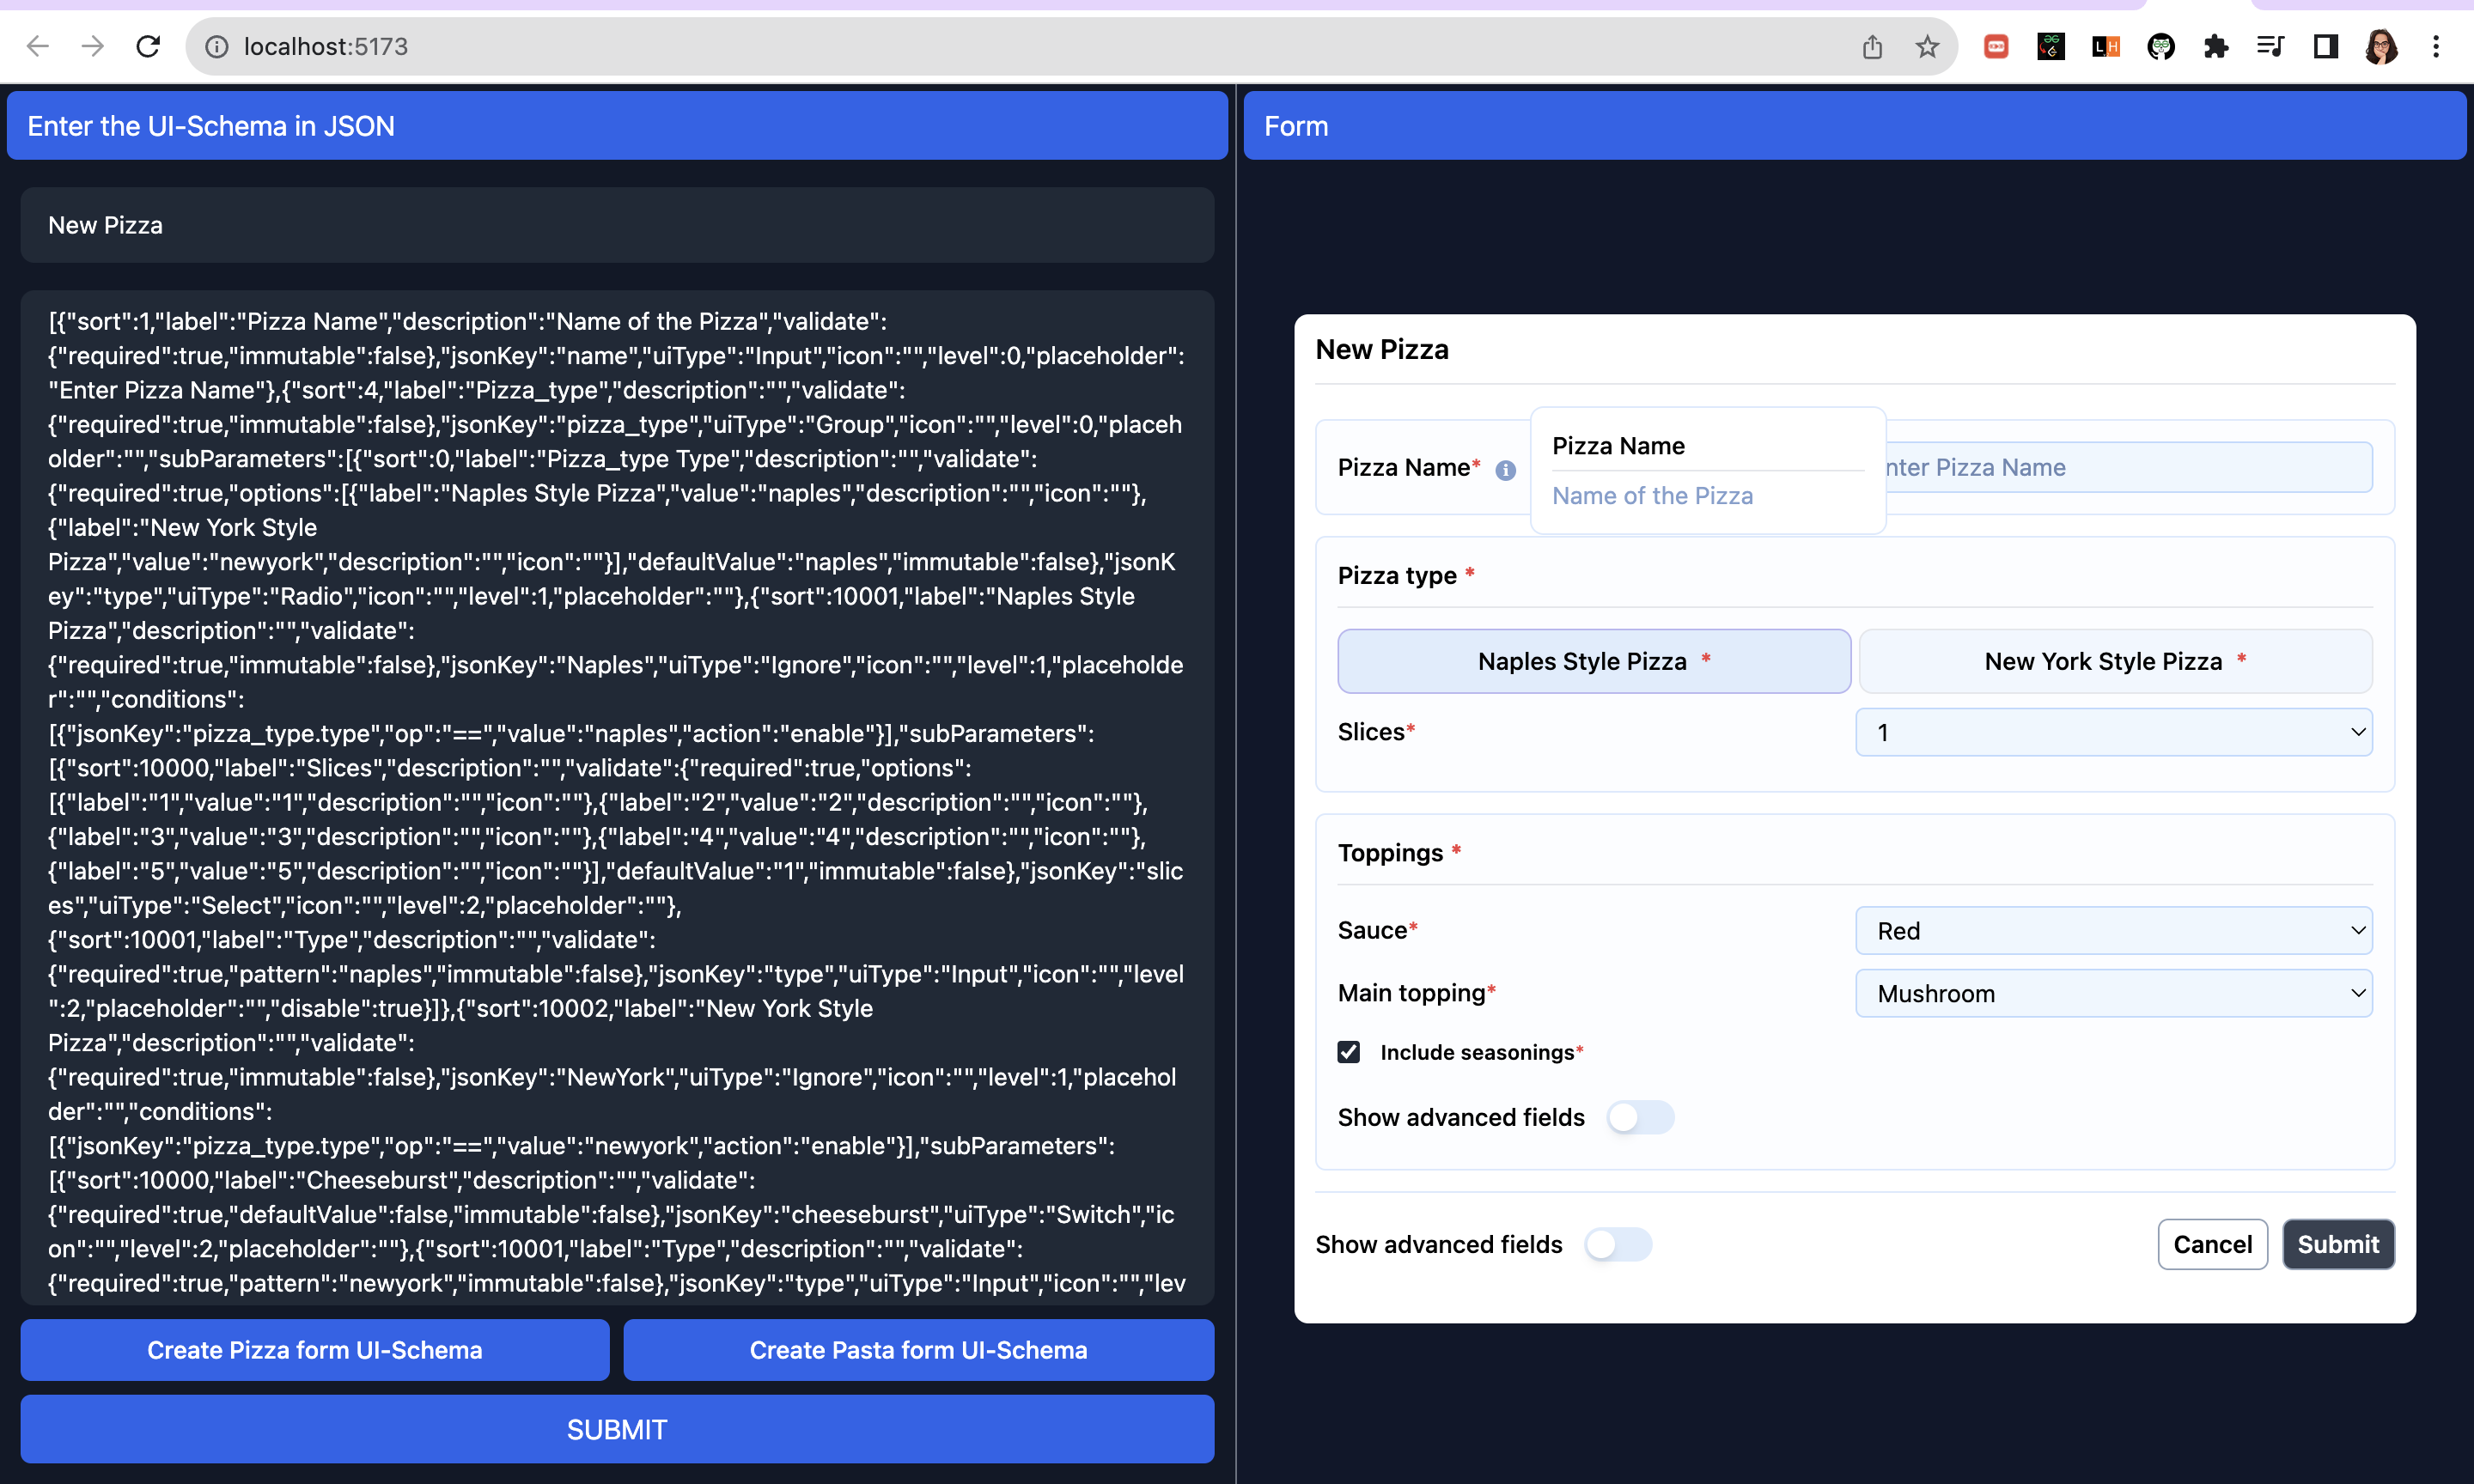 localhost:5173
LH
Enter the UI-Schema in JSON
New Pizza
[{"sort":1,"label":"Pizza Name","description":"Name of the Pizza","validate":
{"required":true,"immutable":false},"jsonKey":"name","uiType":"Input","icon":"","level":0,"placeholder":
"Enter Pizza Name"},{"sort":4,"label":"Pizza_type","description":"","validate":
{"required":true,"immutable":false},"jsonKey":"pizza_type","uiType":"Group","icon":"","level":0,"placeh
older":"","subParameters":[{"sort":0,"label":"Pizza_type Type","description":"","validate":
{"required":true,"options":[{"label":"Naples Style Pizza","value":"naples","description":"","icon":""},
{"label":"New York Style
Pizza","value":"newyork","description":"","icon":""}],"defaultValue":"naples","immutable":false},"jsonK
ey":"type","uiType":"Radio","icon":"","level":1,"placeholder":""},{"sort":10001,"label":"Naples Style
Pizza","description":"","validate":
{"required":true,"immutable":false},"jsonKey":"Naples","uiType":"Ignore","icon":"","level":1,"placeholde
r":"","conditions":
[{"jsonKey":"pizza_type.type","op":"==","value":"naples","action":"enable"}],"subParameters":
[{"sort":10000,"label":"Slices","description":"","validate":{"required":true,"options":
[{"label":"1","value":"1","description":"","icon":""},{"label":"2","value":"2","description":"","icon":""},
{"label":"3","value":"3","description":"","icon":""},{"label":"4","value":"4","description":"","icon":""},
{"label":"5","value":"5","description":"","icon":""}],"defaultValue":"1","immutable":false},"jsonKey":"slic
es","uiType":"Select","icon":"","level":2,"placeholder":""},
{"sort":10001,"label":"Type","description":"","validate":
{"required":true,"pattern":"naples","immutable":false},"jsonKey":"type","uiType":"Input","icon":"","level
":2,"placeholder":"","disable":true}]},{"sort":10002,"label":"New York Style
Pizza","description":"","validate":
{"required":true,"immutable":false},"jsonKey":"NewYork","uiType":"Ignore","icon":"","level":1,"placehol
der":"","conditions":
[{"jsonKey":"pizza_type.type","op":"==","value":"newyork","action":"enable"}],"subParameters":
[{"sort":10000,"label":"Cheeseburst","description":"","validate":
{"required":true,"defaultValue":false,"immutable":false},"jsonKey":"cheeseburst","uiType":"Switch","ic
on":"","level":2,"placeholder":""},{"sort":10001,"label":"Type","description":"","validate":
{"required":true,"pattern":"newyork","immutable":false},"jsonKey":"type","uiType":"Input","icon":"","lev
Create Pizza form UI-Schema
Create Pasta form UI-Schema
SUBMIT
Form
New Pizza
Pizza Name*
Pizza Name
Name of the Pizza
nter Pizza Name
Pizza type *
Naples Style Pizza *
New York Style Pizza *
Slices*
1
Toppings *
Sauce*
Red
Main topping*
Mushroom
Include seasonings*
Show advanced fields
Show advanced fields
Cancel
Submit